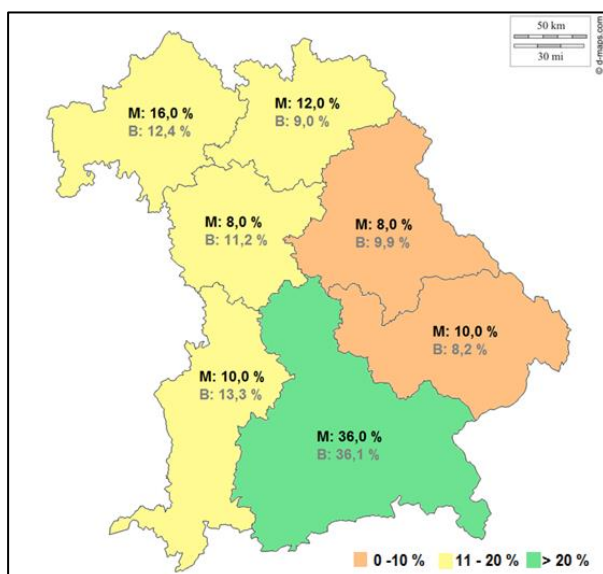 50 km
30 mi
© d-maps.com
M: 16,0 %
B: 12,4 %
M: 12,0 %
B: 9,0 %
M: 8,0 %
B: 11,2 %
M: 8,0 %
B: 9,9 %
M: 10,0 %
B: 8,2 %
M: 10,0 %
B: 13,3 %
M: 36,0 %
B: 36,1 %
0 -10 % 11 - 20 % > 20 %